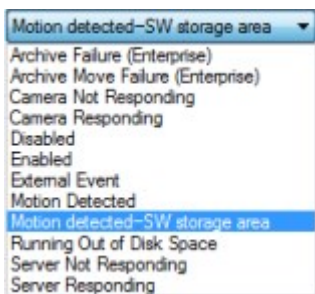 Motion detected–SW storage area
Archive Failure (Enterprise)
Archive Move Failure (Enterprise)
Camera Not Responding
Camera Responding
Disabled
Enabled
External Event
Motion Detected
Motion detected–SW storage area
Running Out of Disk Space
Server Not Responding
Server Responding